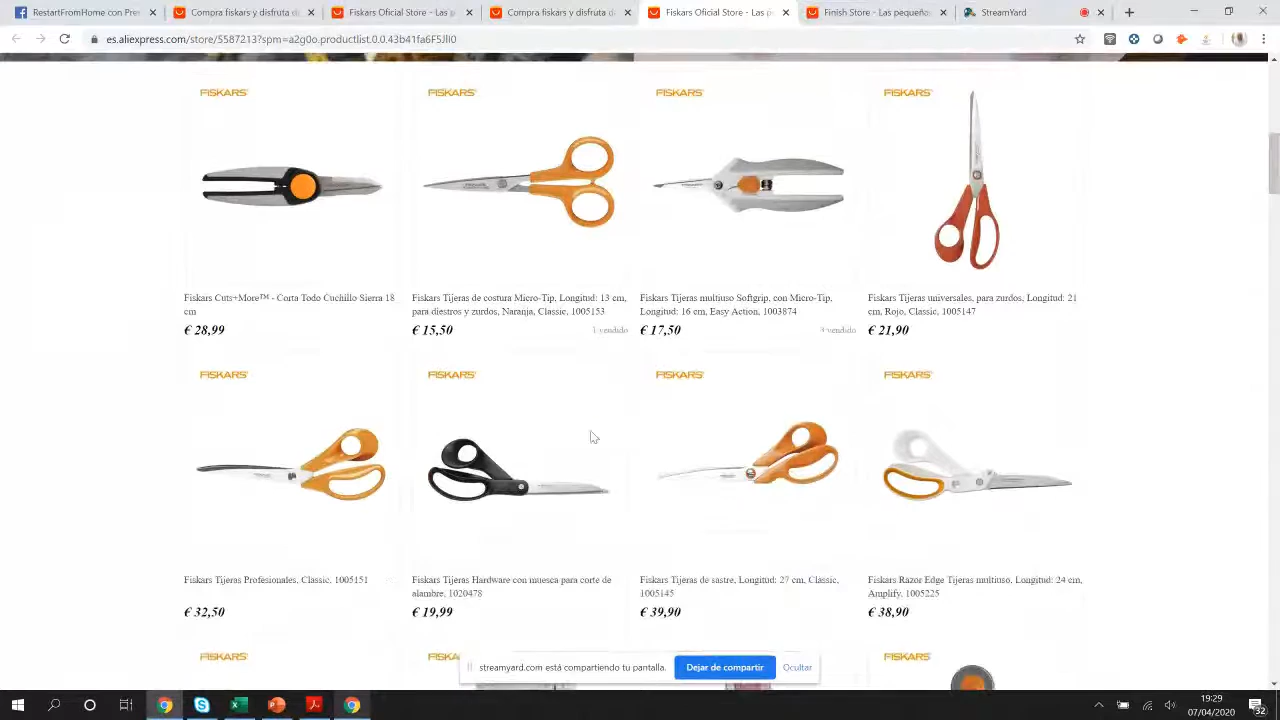 RestartFromHome con Pres
Compra fiskars y disfruta d
Fiskars Oficial Store - Las p
Compra fiskars y disfruta d
Fiskars Oficial Store - Las p
Finish Store - Las pequeñe
StreamYard
es.aliexpress.com/store/5587213?spm=a2g0o.productlist.0.0.43b41fa6F5JlI0
FISKARS
FISKARS
FISKARS
FISKARS
Fiskars Cuts+More™ - Corta Todo Cuchillo Sierra 18
cm
€ 28,99
Fiskars Tijeras de costura Micro-Tip, Longitud: 13 cm,
para diestros y zurdos, Naranja, Classic, 1005153
€ 15,50
1 vendido
Fiskars Tijeras multiuso Softgrip, con Micro-Tip,
Longitud: 16 cm, Easy Action, 1003874
€ 17,50
3 vendido
Fiskars Tijeras universales, para zurdos, Longitud: 21
cm, Rojo, Classic, 1005147
€ 21,90
FISKARS
FISKARS
FISKARS
FISKARS
Fiskars Tijeras Profesionales, Classic, 1005151
€ 32,50
Fiskars Tijeras Hardware con muesca para corte de
alambre, 1020478
€ 19,99
Fiskars Tijeras de sastre, Longitud: 27 cm, Classic,
1005145
€ 39,90
Fiskars Razor Edge Tijeras multiuso, Longitud: 24 cm,
Amplify, 1005225
€ 38,90
FISKARS
FISKARS
streamyard.com está compartiendo tu pantalla.
Dejar de compartir
Ocultar
19:29
07/04/2020
32